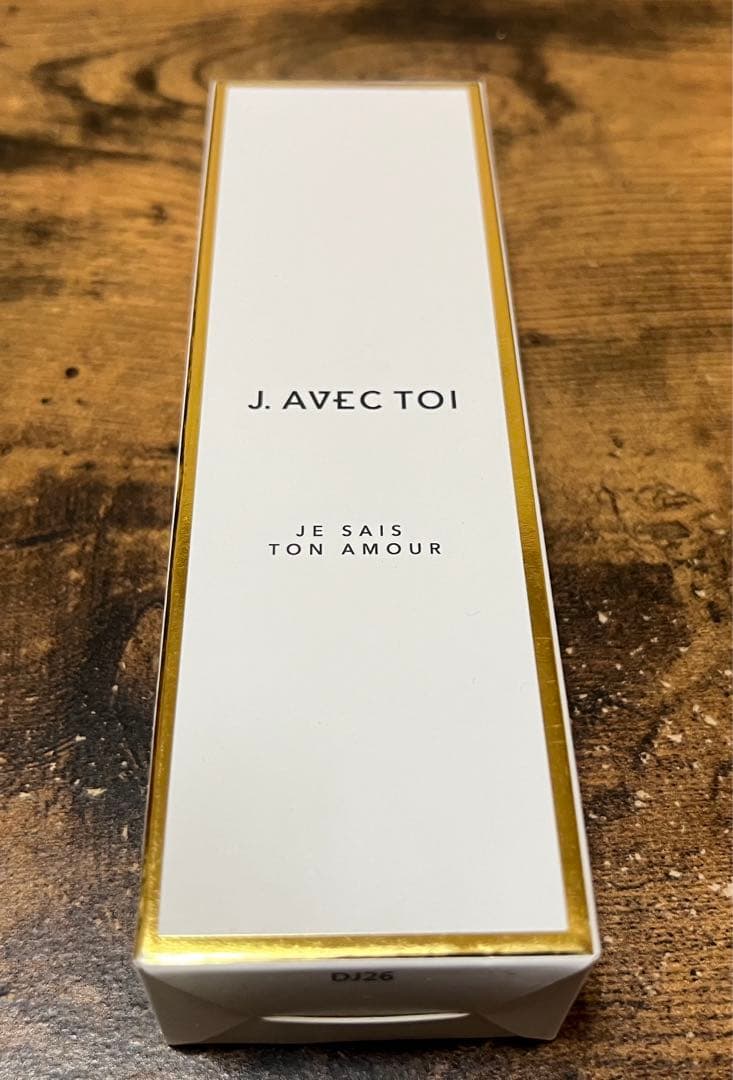 J. AVEC TOI
JE SAIS
TON AMOUR
DJ26